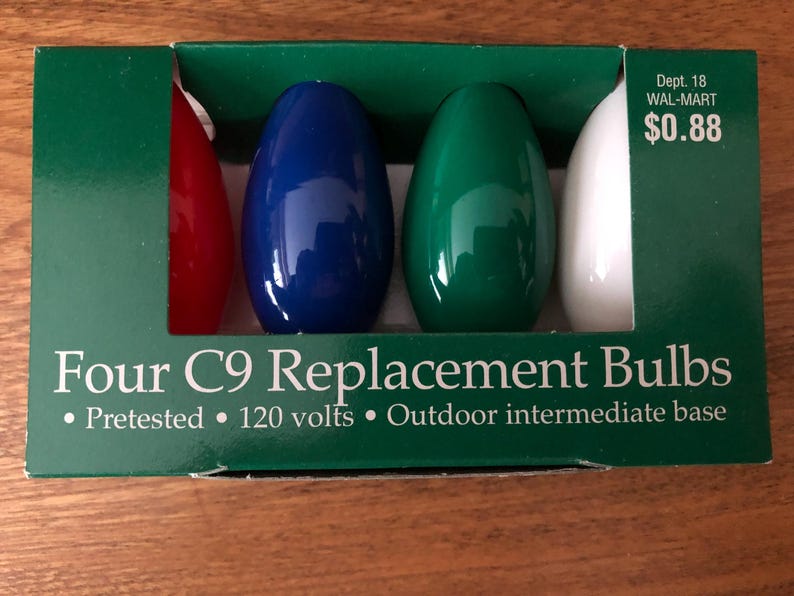 Dept. 18
WAL-MART
$0.88
Four C9 Replacement Bulbs
• Pretested • 120 volts • Outdoor intermediate base